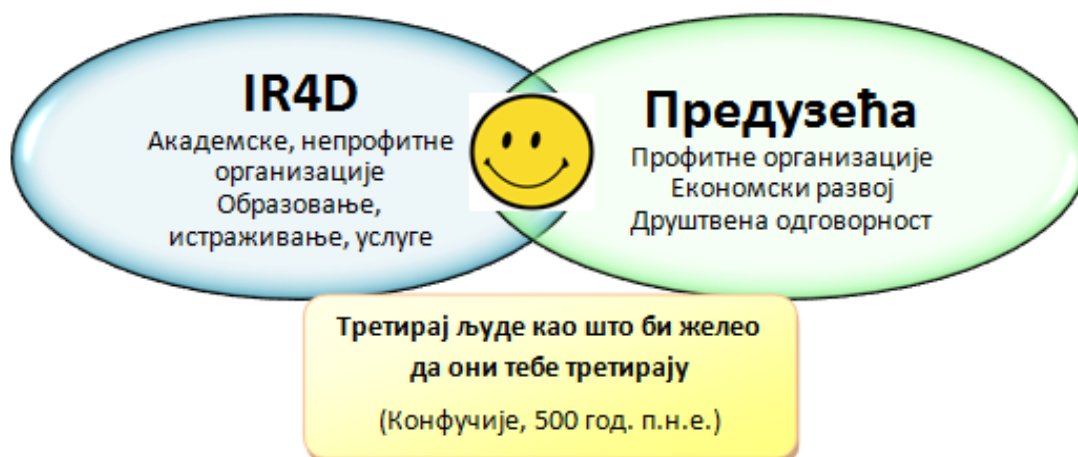 IR4D
Академске, непрофитне
организације
Образовање,
истраживање, услуге
Предузећа
Профитне организације
Економски развој
Друштвена одговорност
Третирај људе као што би желео
да они тебе третирају
(Конфучије, 500 год. п.н.е.)